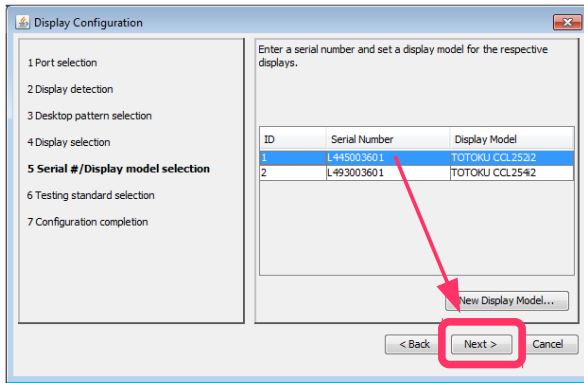 Display Configuration
1 Port selection
2 Display detection
3 Desktop pattern selection
4 Display selection
5 Serial #/Display model selection
6 Testing standard selection
7 Configuration completion
Enter a serial number and set a display model for the respective
displays.
ID Serial Number Display Model
1 L445003601 TOTOKU CCL252i2
2 L493003601 TOTOKU CCL254i2
New Display Model...
< Back Next > Cancel